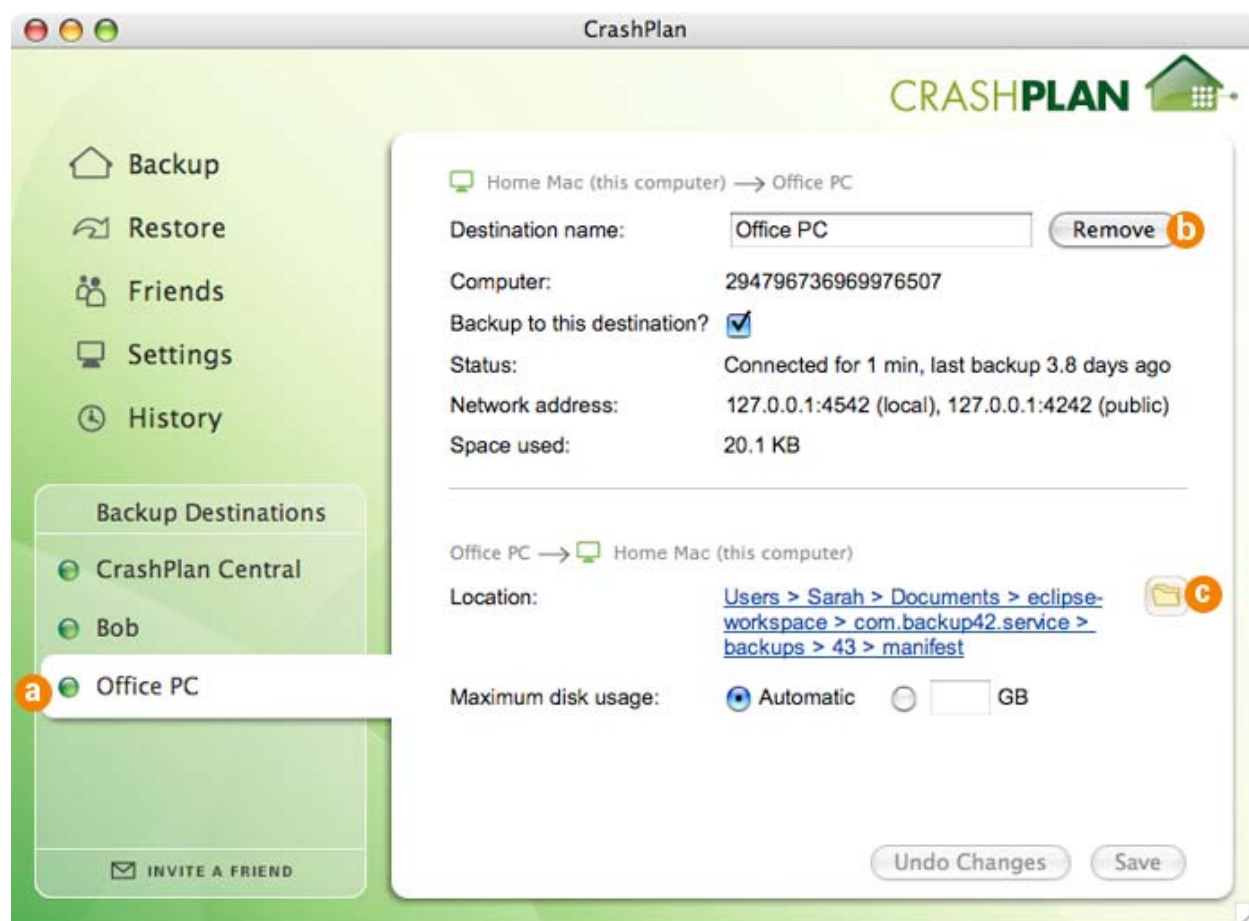 CrashPlan
CRASHPLAN
Backup
Restore
Friends
Settings
History
Backup Destinations
CrashPlan Central
Bob
a Office PC
INVITE A FRIEND
Home Mac (this computer) → Office PC
Destination name: Office PC Remove b
Computer: 294796736969976507
Backup to this destination?
Status: Connected for 1 min, last backup 3.8 days ago
Network address: 127.0.0.1:4542 (local), 127.0.0.1:4242 (public)
Space used: 20.1 KB
Office PC → Home Mac (this computer)
Location: Users > Sarah > Documents > eclipse- c
workspace > com.backup42.service >
backups > 43 > manifest
Maximum disk usage: Automatic GB
Undo Changes Save